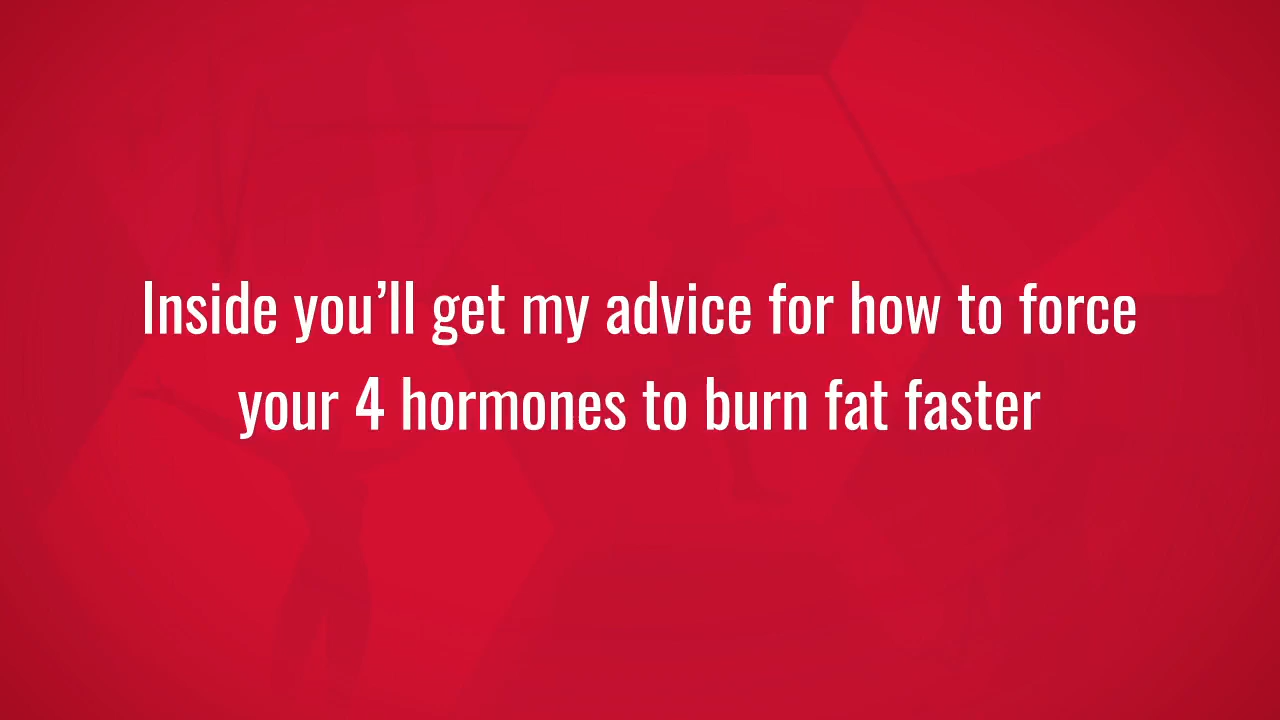 Inside you’ll get my advice for how to force
your 4 hormones to burn fat faster